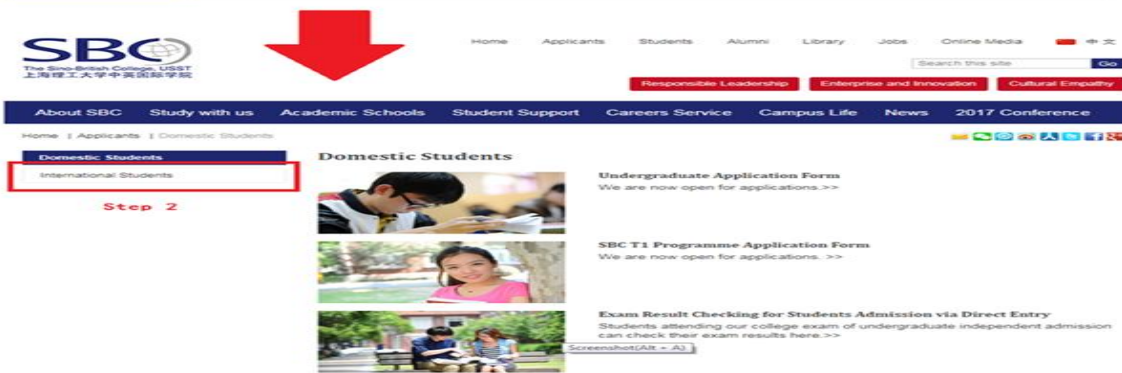 SBC
The Sino-British College, USST
上海理工大学中英国际学院
Home Applicants Students Alumni Library Jobs Online Media 中文
Search this site Go
Responsible Leadership Enterprise and Innovation Cultural Empathy
About SBC Study with us Academic Schools Student Support Careers Service Campus Life News 2017 Conference
Home | Applicants | Domestic Students
Domestic Students
International Students
Step 2
Domestic Students
Undergraduate Application Form
We are now open for applications.>>
SBC T1 Programme Application Form
We are now open for applications. >>
Exam Result Checking for Students Admission via Direct Entry
Students attending our college exam of undergraduate independent admission
can check their exam results here.>>
Screenshot(Alt + A)